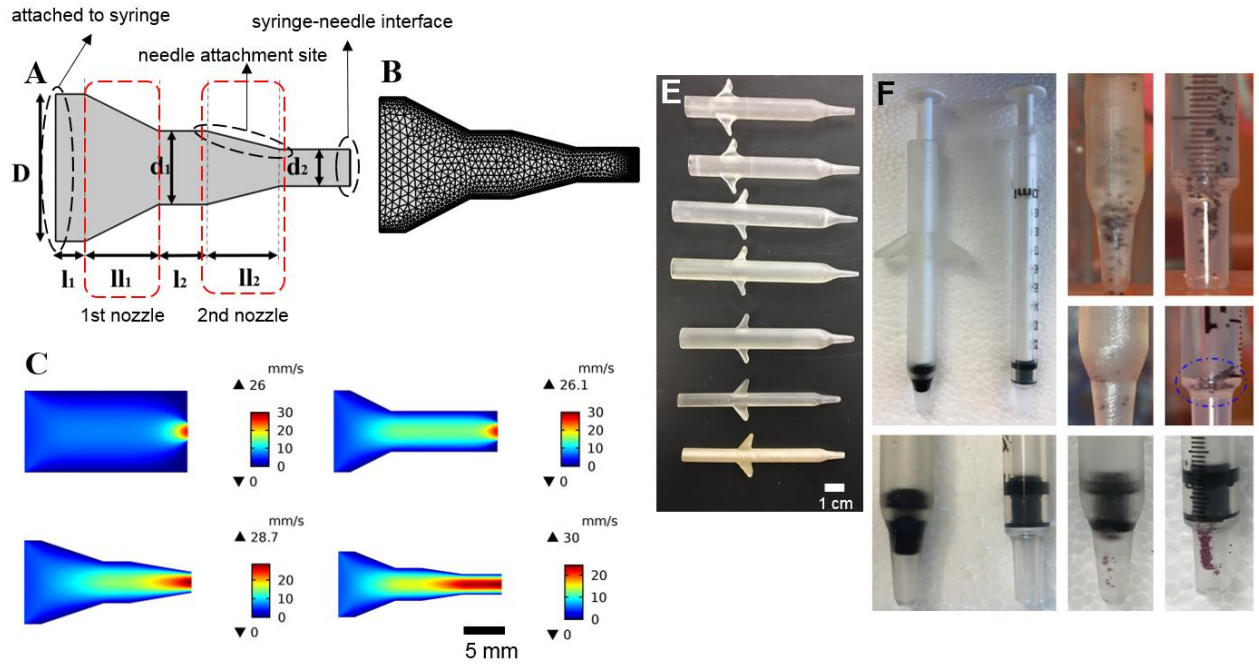 attached to syringe
syringe-needle interface
needle attachment site
A
B
D
d1
d2
l1
ll1
l2
ll2
1st nozzle
2nd nozzle
C
mm/s
▲ 26
30
20
10
0
▼ 0
mm/s
▲ 26.1
30
20
10
0
▼ 0
mm/s
▲ 28.7
20
10
0
▼ 0
mm/s
▲ 30
20
10
0
▼ 0
5 mm
E
1 cm
F